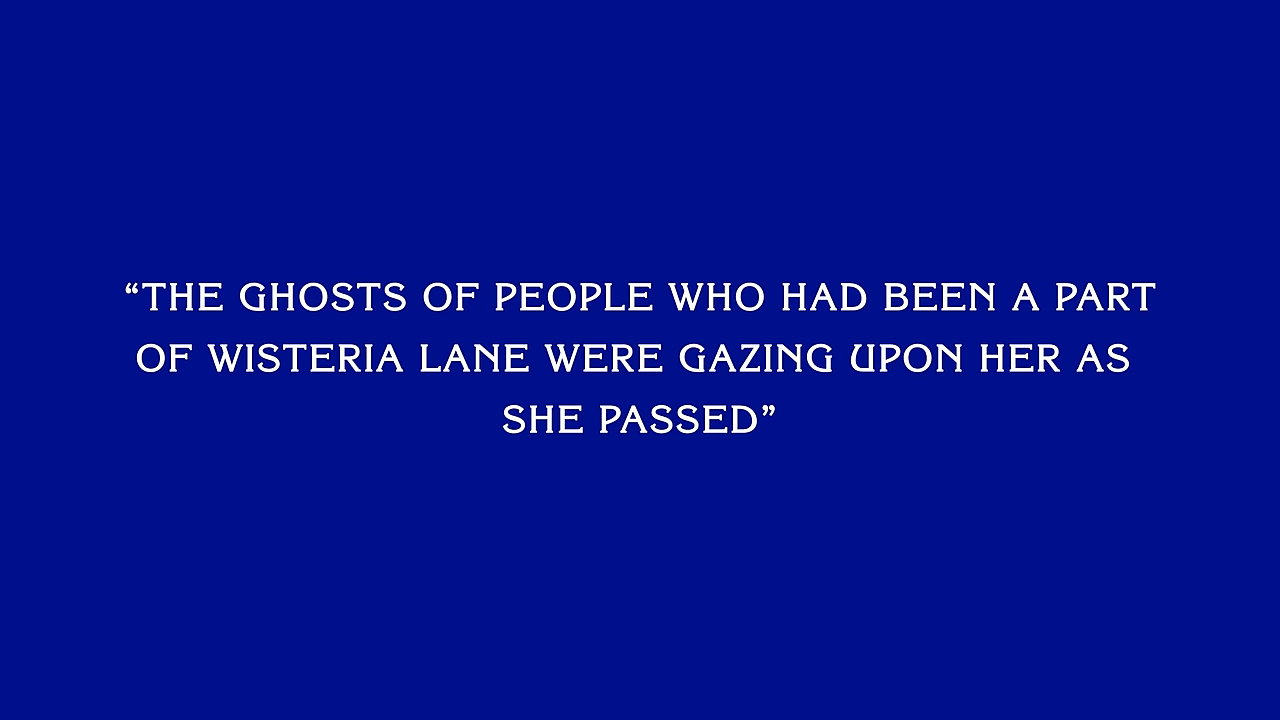 “THE GHOSTS OF PEOPLE WHO HAD BEEN A PART
OF WISTERIA LANE WERE GAZING UPON HER AS
SHE PASSED”